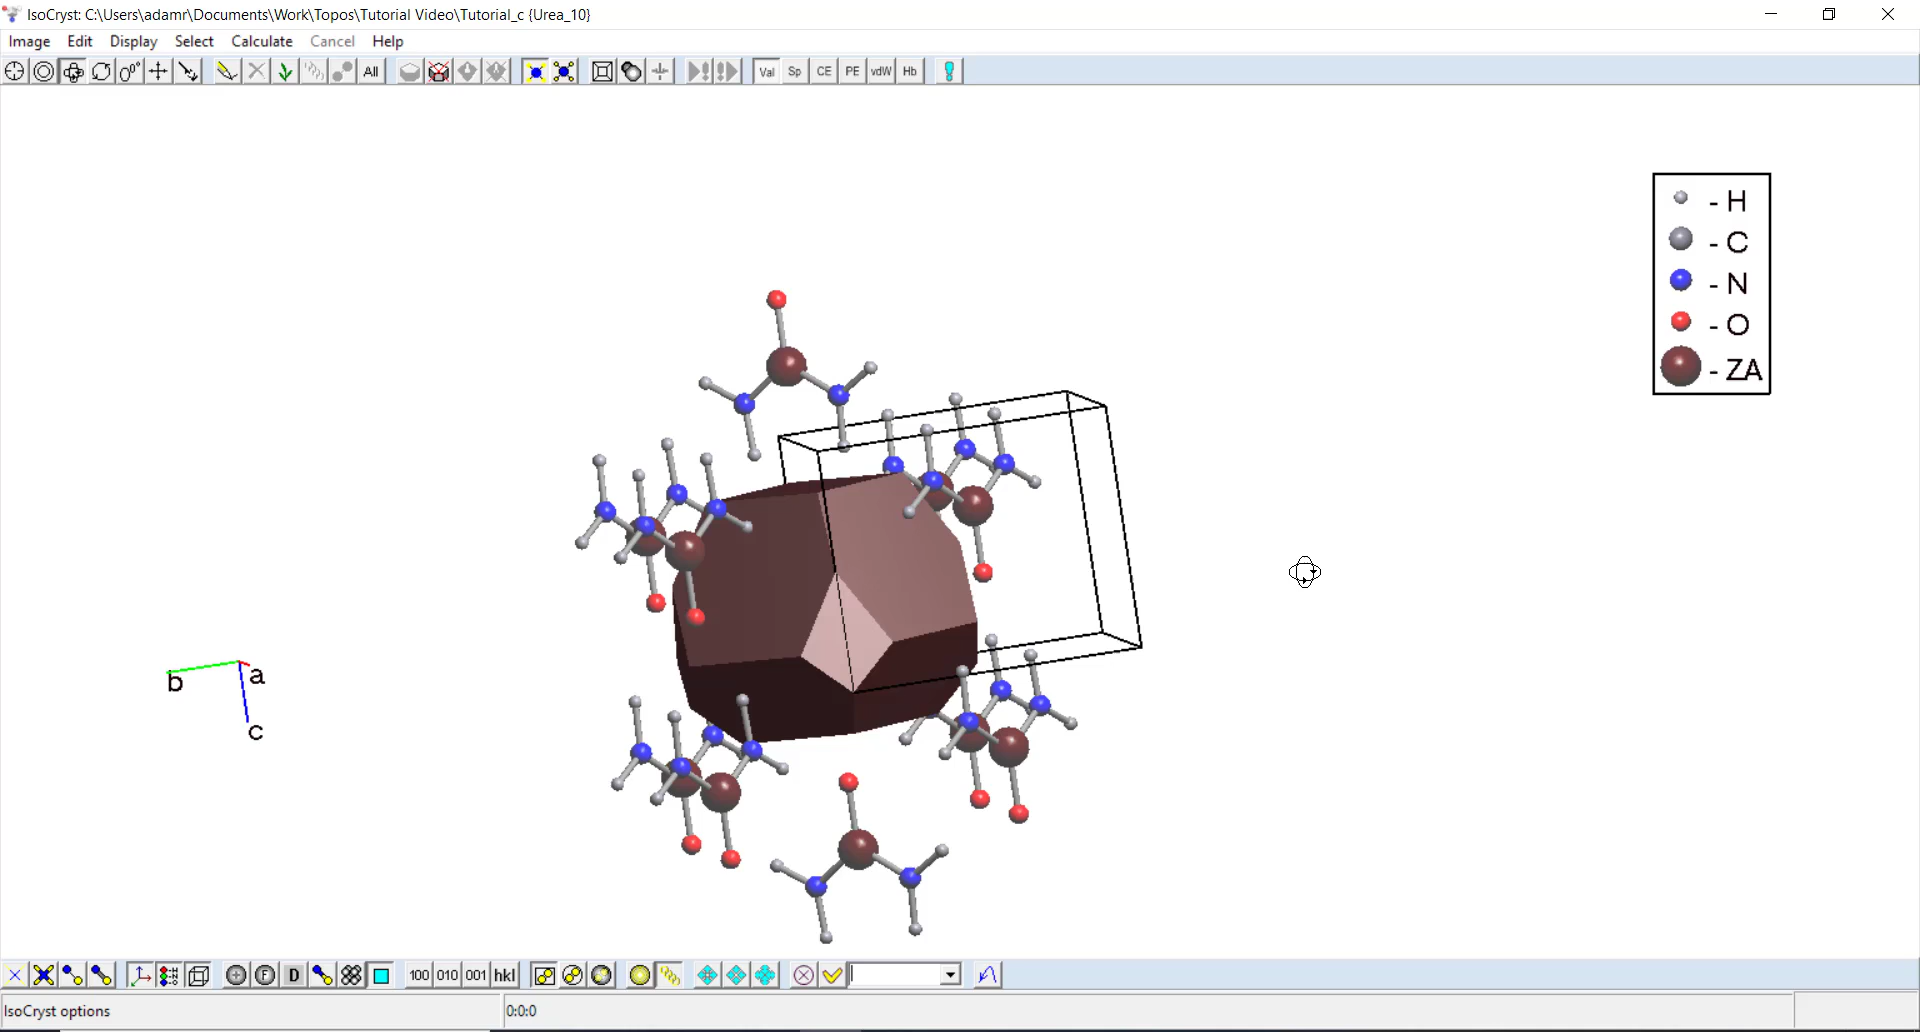 IsoCryst: C:\Users\adamr\Documents\Work\Topos\Tutorial Video\Tutorial_c {Urea_10}
Image Edit Display Select Calculate Cancel Help
All Val Sp CE PE vdW Hb
- H
- C
- N
- O
- ZA
a
b
c
F D 100 010 001 hkl
IsoCryst options 0:0:0